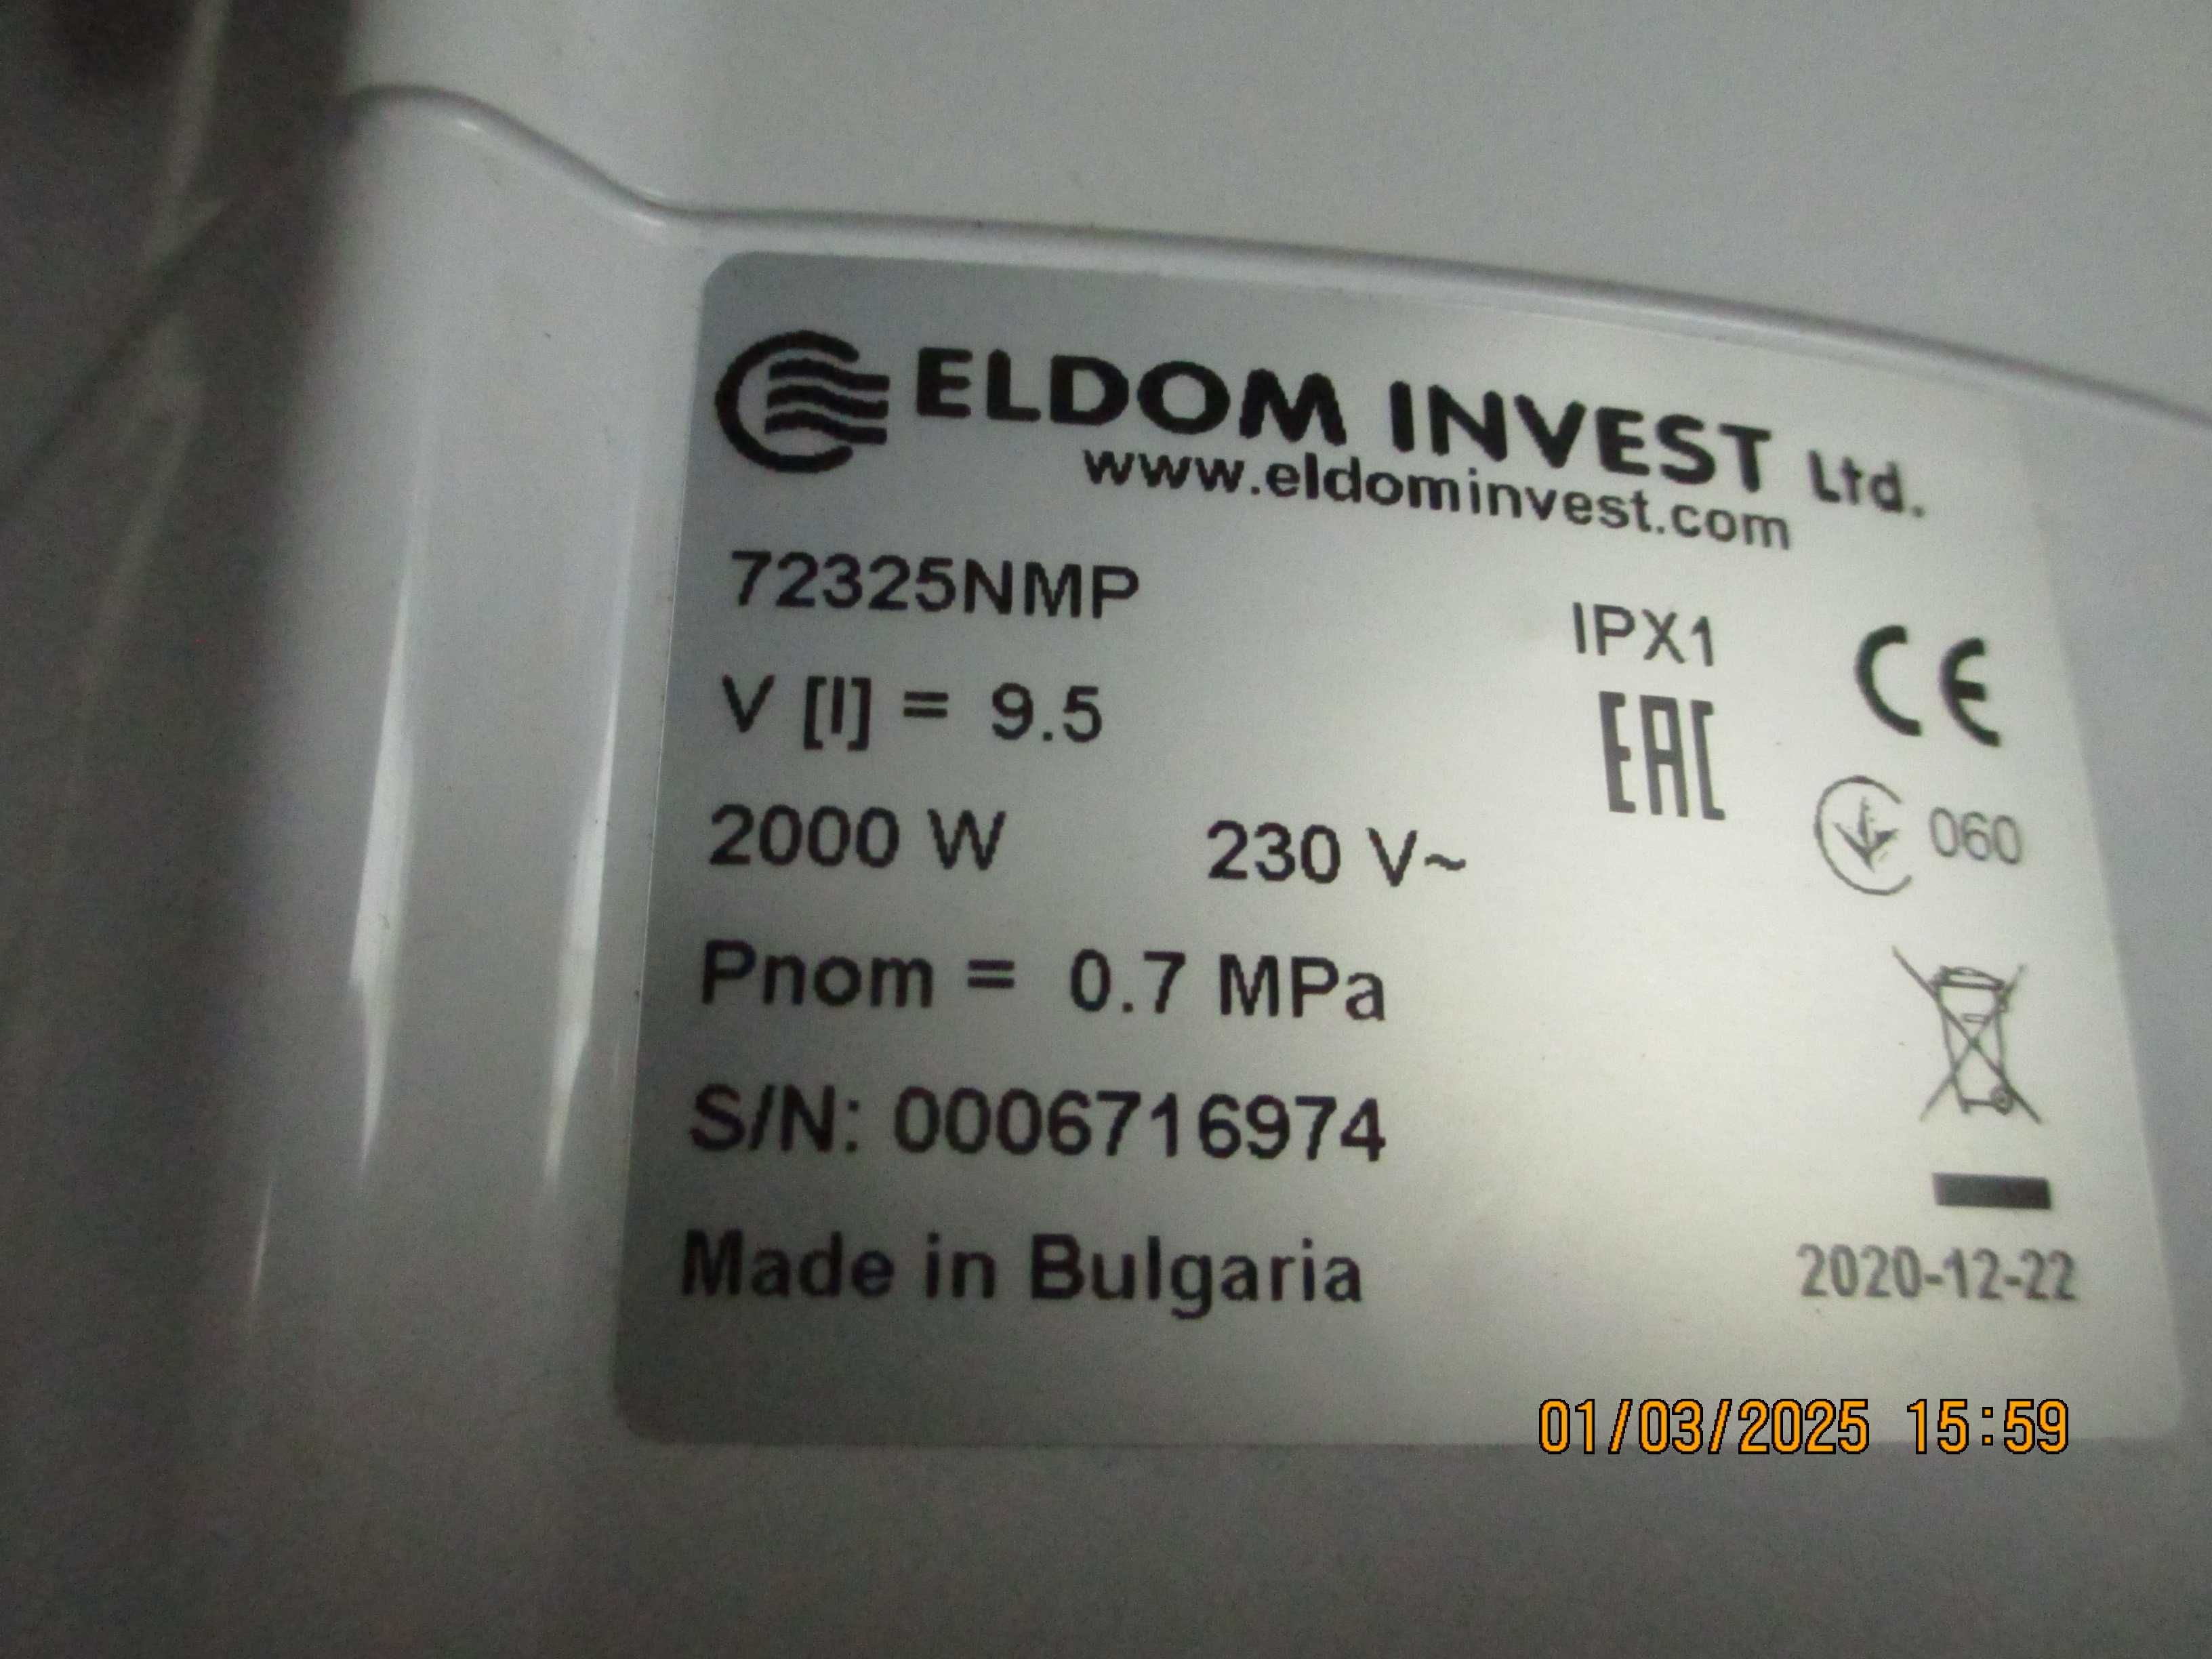 ELDOM INVEST Ltd.
www.eldominvest.com
72325NMP
IPX1
CE
V [l] = 9.5
EAC
2000 W 230 V~
060
Pnom = 0.7 MPa
S/N: 0006716974
Made in Bulgaria
2020-12-22
01/03/2025 15:59